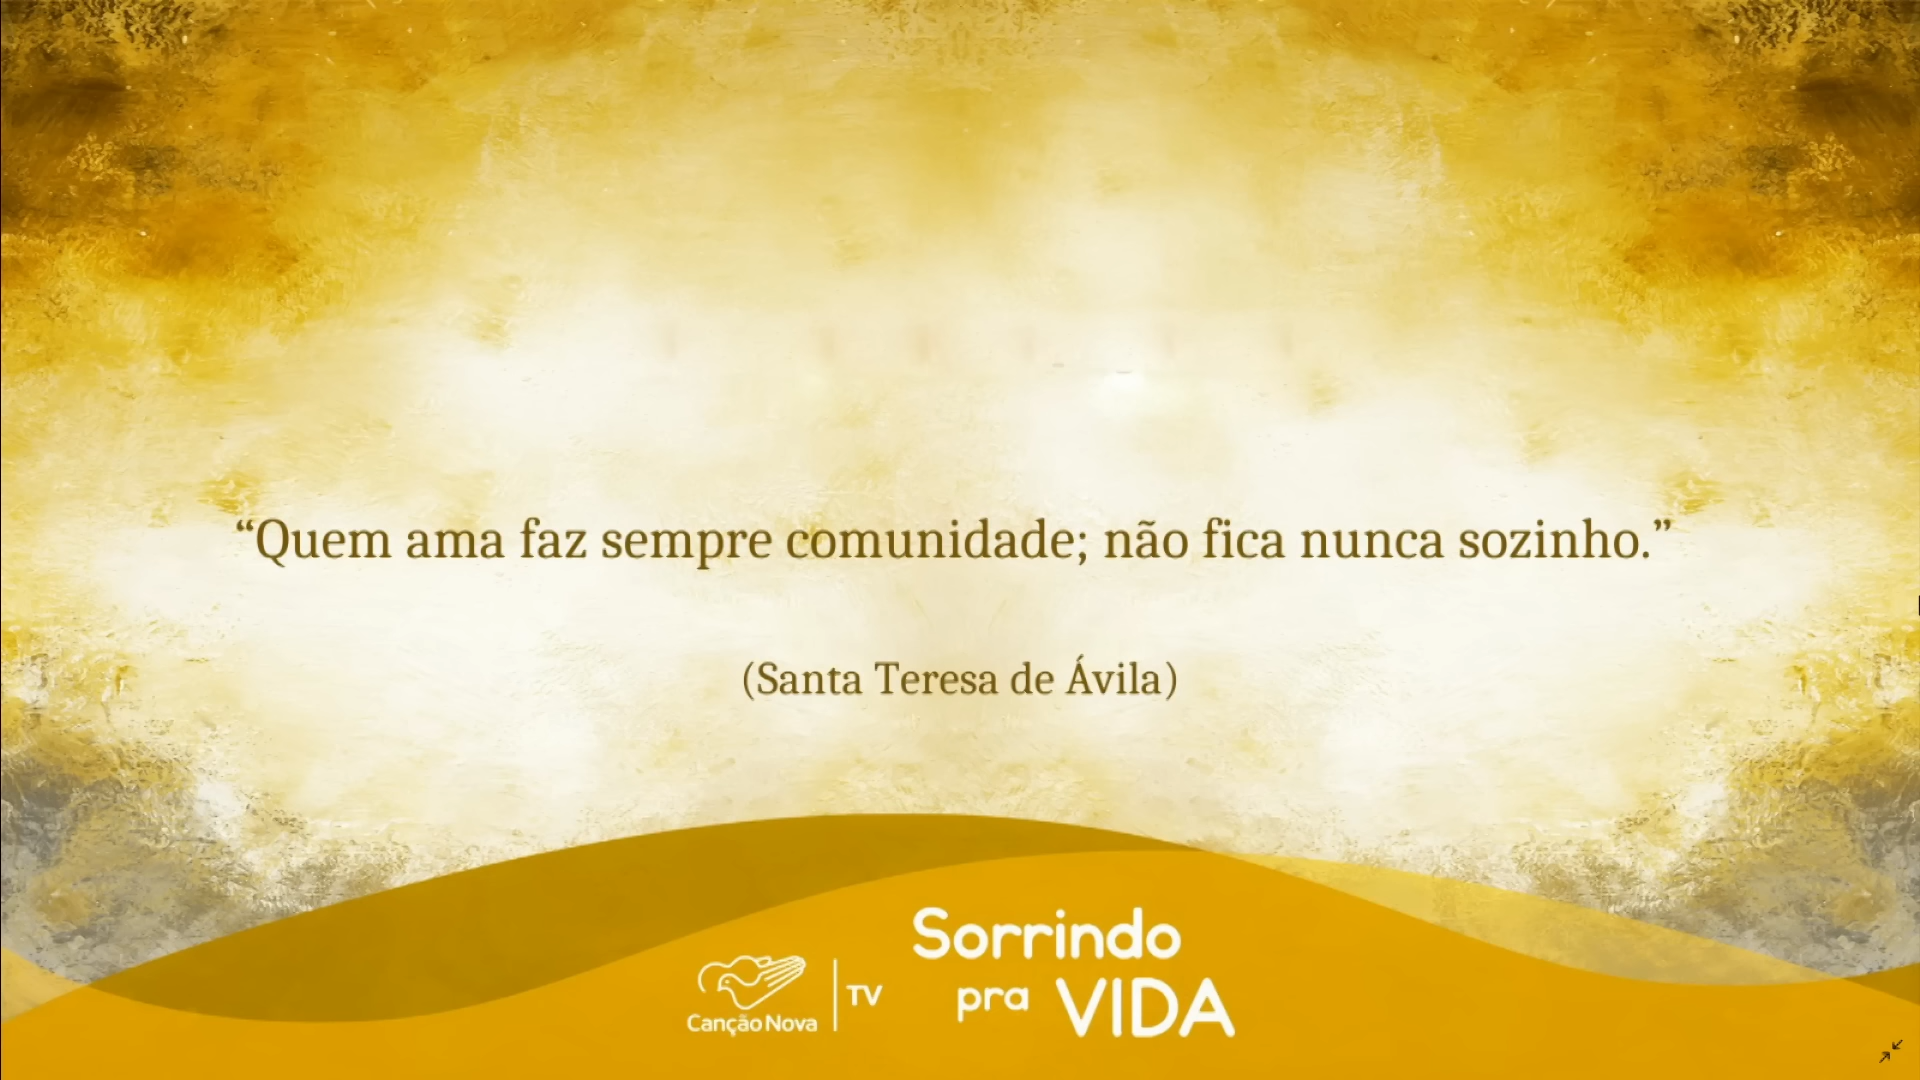 “Quem ama faz sempre comunidade; não fica nunca sozinho.”
(Santa Teresa de Ávila)
Sorrindo
pra VIDA
Canção Nova
TV